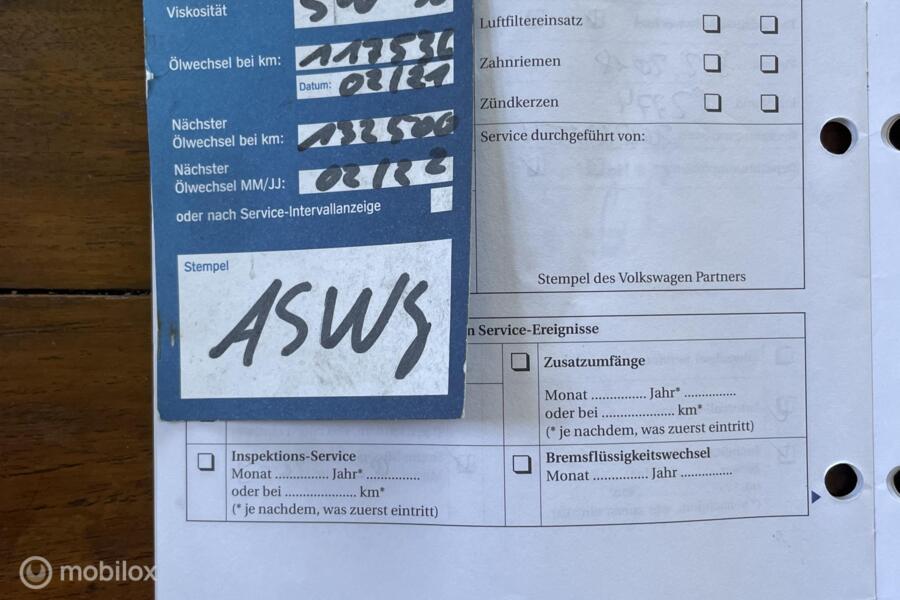 Viskosität 5W 30
Ölwechsel bei km: 117536
Datum: 02/21
Nächster
Ölwechsel bei km: 132500
Nächster
Ölwechsel MM/JJ: 02/22
oder nach Service-Intervallanzeige
Stempel
ASWG
Luftfiltereinsatz
Zahnriemen
Zündkerzen
Service durchgeführt von:
Stempel des Volkswagen Partners
n Service-Ereignisse
Zusatzumfänge
Monat ............... Jahr* ..............
oder bei .................... km*
(* je nachdem, was zuerst eintritt)
Inspektions-Service
Monat ............... Jahr* ..............
oder bei .................... km*
(* je nachdem, was zuerst eintritt)
Bremsflüssigkeitswechsel
Monat ............... Jahr ..............
mobilox